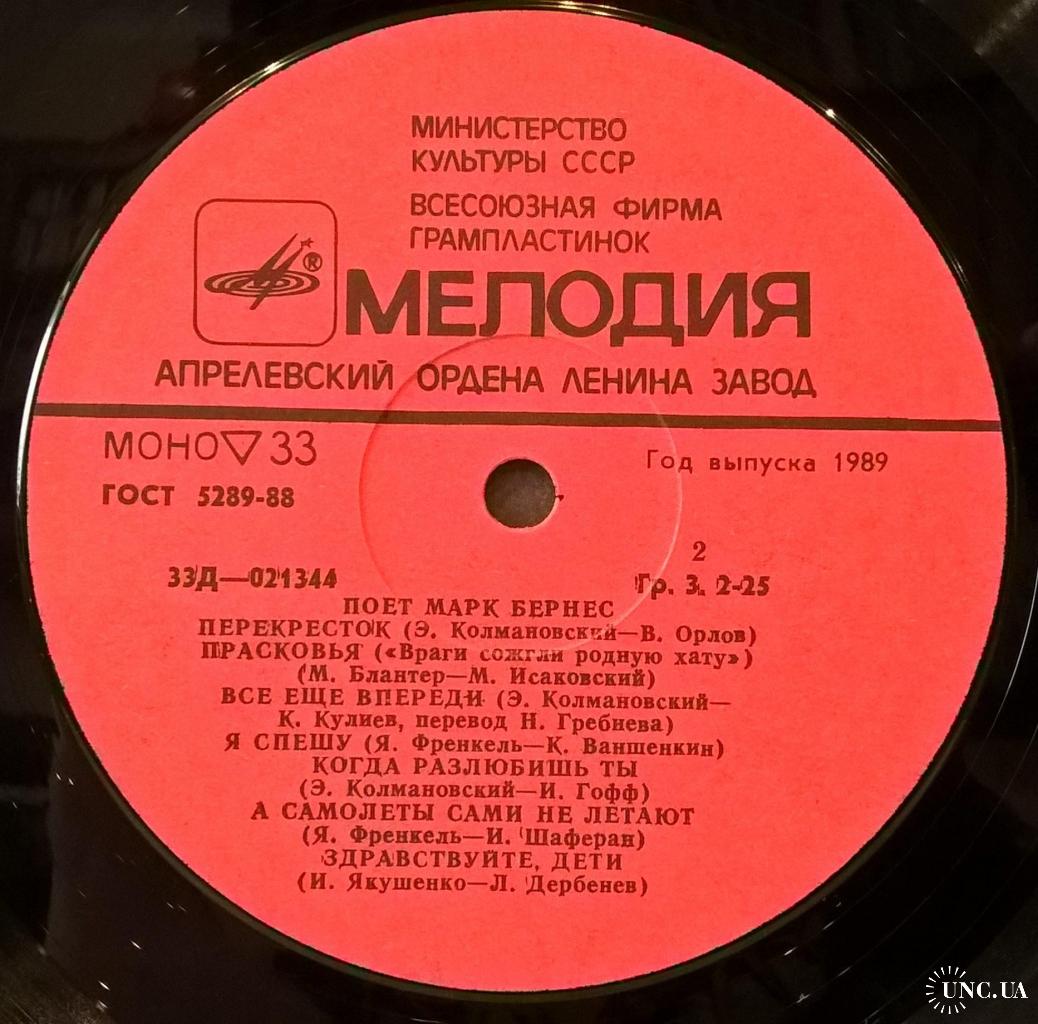 МИНИСТЕРСТВО
КУЛЬТУРЫ СССР
ВСЕСОЮЗНАЯ ФИРМА
ГРАМПЛАСТИНОК
®
МЕЛОДИЯ
АПРЕЛЕВСКИЙ ОРДЕНА ЛЕНИНА ЗАВОД
МОНО ▽ 33
Год выпуска 1989
ГОСТ 5289-88
2
33Д—021344
Гр. 3. 2-25
ПОЕТ МАРК БЕРНЕС
ПЕРЕКРЕСТОК (Э. Колмановский—В. Орлов)
ПРАСКОВЬЯ («Враги сожгли родную хату»)
(М. Блантер—М. Исаковский)
ВСЕ ЕЩЕ ВПЕРЕДИ (Э. Колмановский—
К. Кулиев, перевод Н. Гребнева)
Я СПЕШУ (Я. Френкель—К. Ваншенкин)
КОГДА РАЗЛЮБИШЬ ТЫ
(Э. Колмановский—И. Гофф)
А САМОЛЕТЫ САМИ НЕ ЛЕТАЮТ
(Я. Френкель—И. Шаферан)
ЗДРАВСТВУЙТЕ, ДЕТИ
(И. Якушенко—Л. Дербенев)
UNC.UA